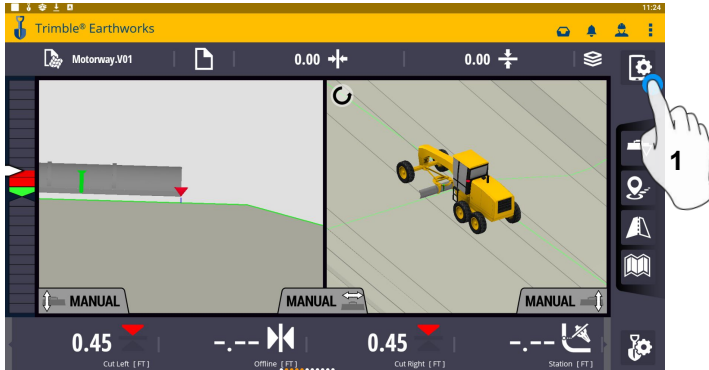 11:24
Trimble® Earthworks
Motorway.V01
0.00
0.00
1
MANUAL
MANUAL
MANUAL
0.45
-.--
0.45
-.--
Cut Left [ FT ]
Offline [ FT ]
Cut Right [ FT ]
Station [ FT ]